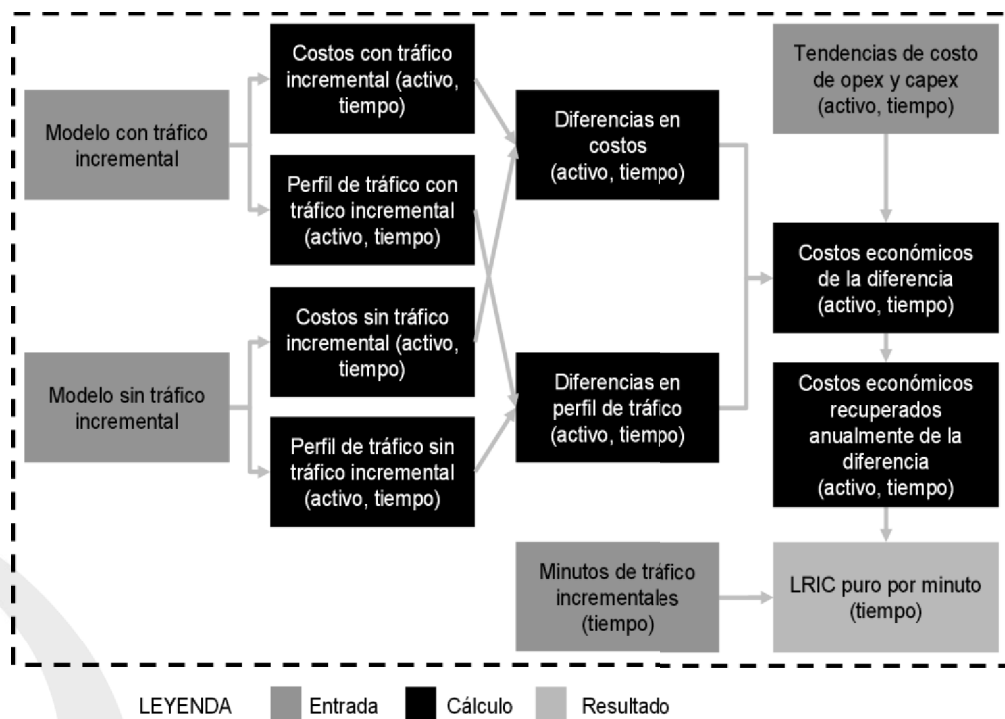 Modelo con tráfico
incremental
Modelo sin tráfico
incremental
Costos con tráfico
incremental (activo,
tiempo)
Perfil de tráfico con
tráfico incremental
(activo, tiempo)
Costos sin tráfico
incremental (activo,
tiempo)
Perfil de tráfico sin
tráfico incremental
(activo, tiempo)
Diferencias en
costos
(activo, tiempo)
Diferencias en
perfil de tráfico
(activo, tiempo)
Minutos de tráfico
incrementales
(tiempo)
Tendencias de costo
de opex y capex
(activo, tiempo)
Costos económicos
de la diferencia
(activo, tiempo)
Costos económicos
recuperados
anualmente de la
diferencia
(activo, tiempo)
LRIC puro por minuto
(tiempo)
LEYENDA
Entrada
Cálculo
Resultado